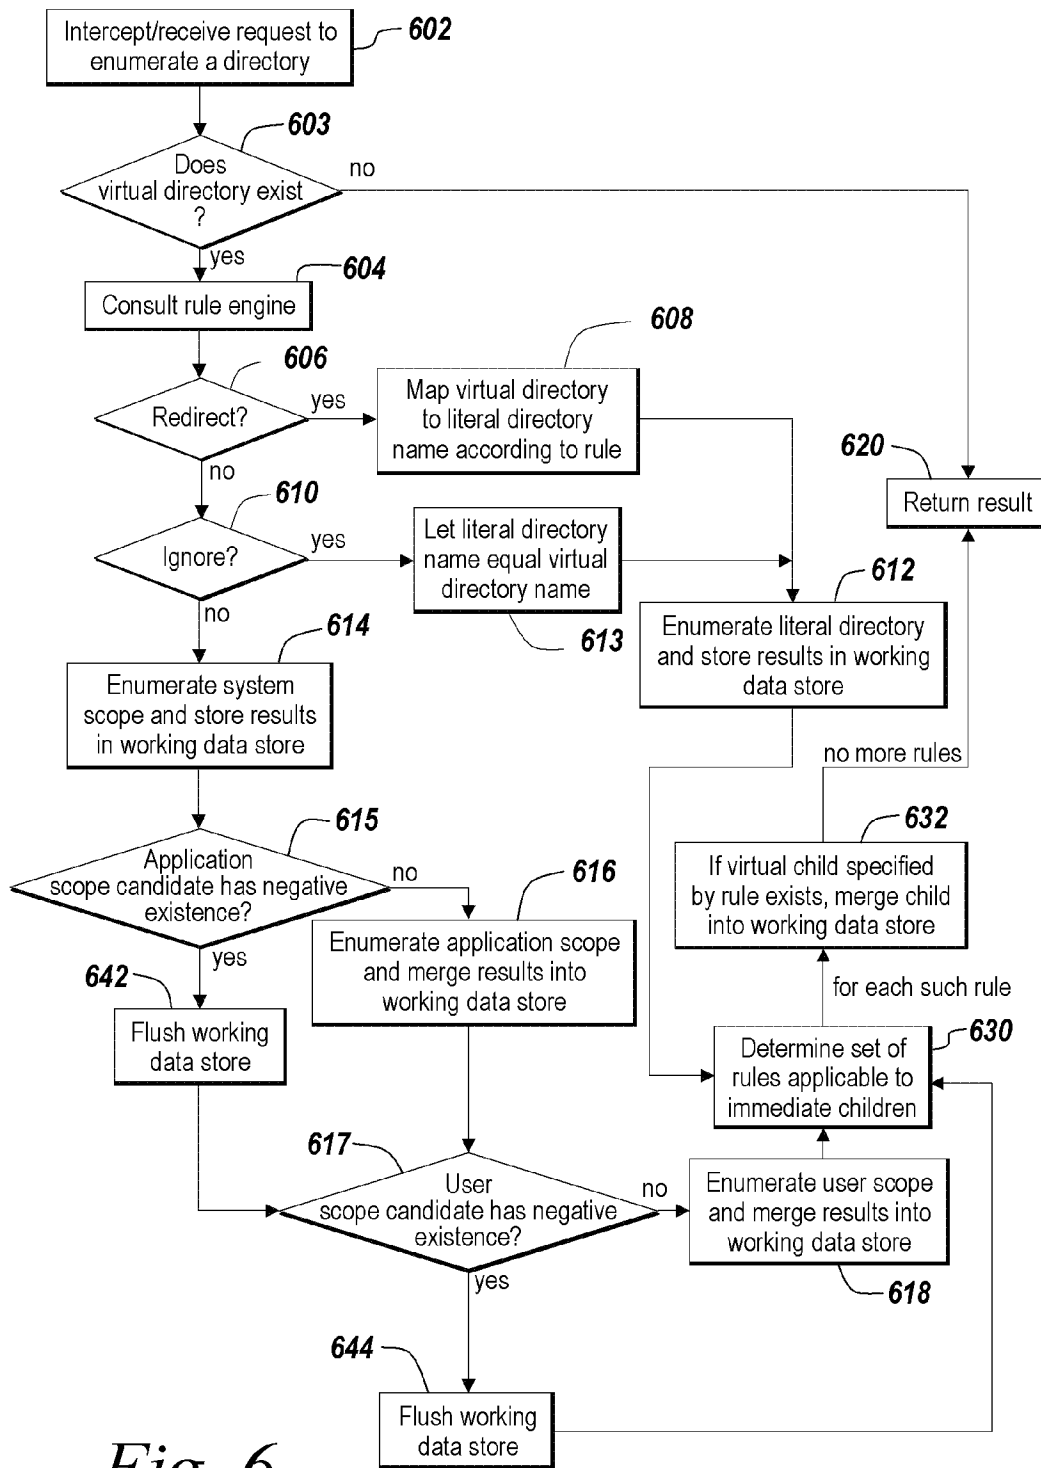 Intercept/receive request to
enumerate a directory
602
603
Does
virtual directory exist
?
no
yes
604
Consult rule engine
606
Redirect?
yes
608
Map virtual directory
to literal directory
name according to rule
no
610
Ignore?
yes
Let literal directory
name equal virtual
directory name
613
620
Return result
612
Enumerate literal directory
and store results in working
data store
no
614
Enumerate system
scope and store results
in working data store
no more rules
615
Application
scope candidate has negative
existence?
no
616
Enumerate application scope
and merge results into
working data store
632
If virtual child specified
by rule exists, merge child
into working data store
yes
642
Flush working
data store
for each such rule
630
Determine set of
rules applicable to
immediate children
617
User
scope candidate has negative
existence?
no
Enumerate user scope
and merge results into
working data store
618
yes
644
Flush working
data store
Fig. 6